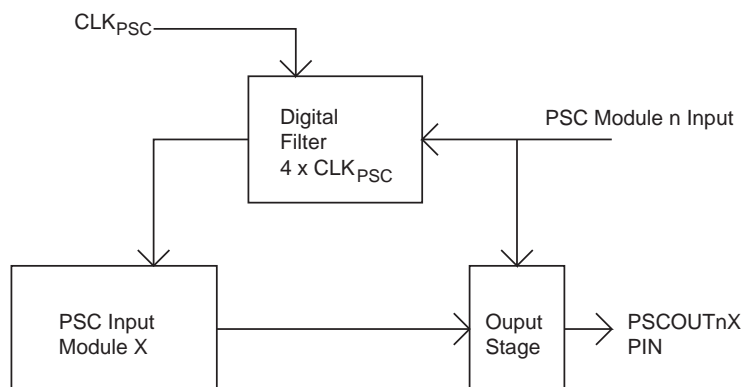 CLKPSC
Digital
Filter
4 x CLKPSC
PSC Module n Input
PSC Input
Module X
Ouput
Stage
PSCOUTnX
PIN